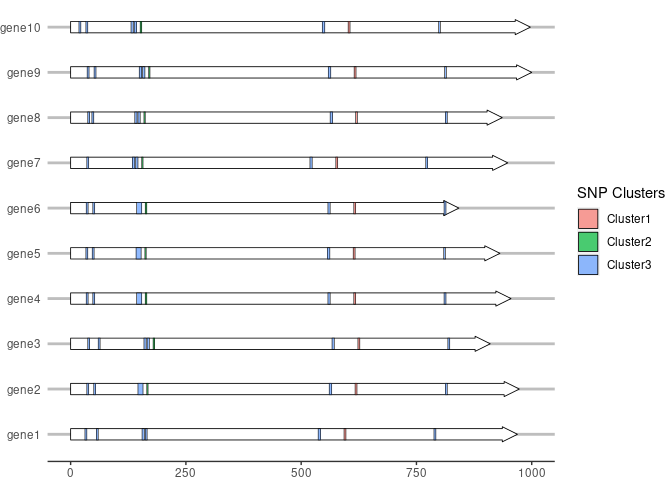 gene10
gene9
gene8
gene7
gene6
gene5
gene4
gene3
gene2
gene1
0 250 500 750 1000
SNP Clusters
Cluster1
Cluster2
Cluster3